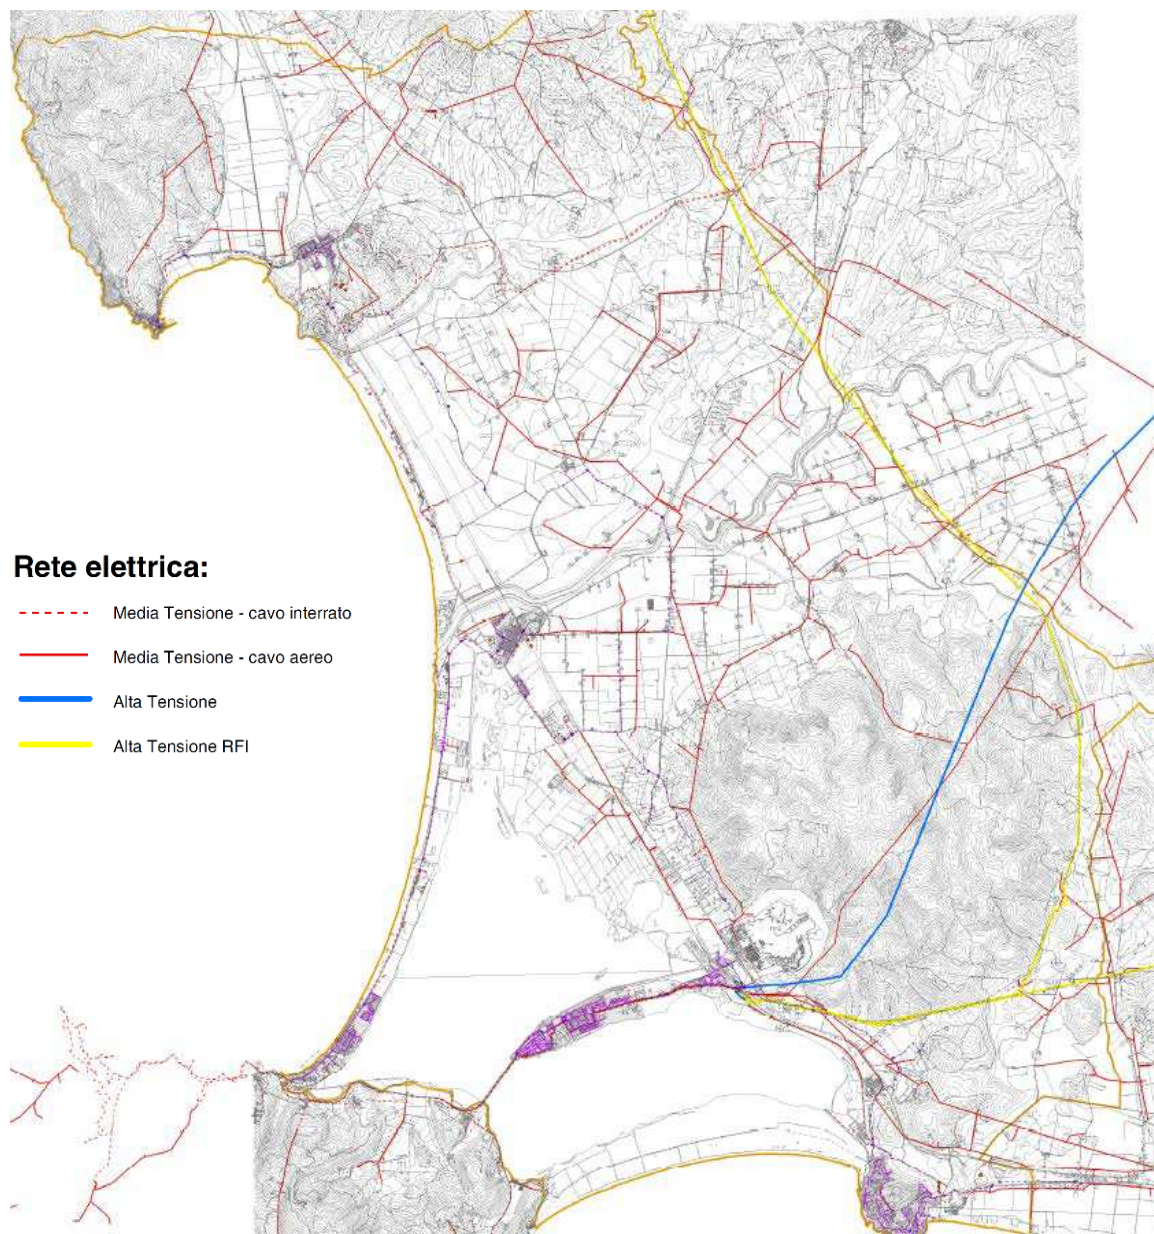 Rete elettrica:
Media Tensione - cavo interrato
Media Tensione - cavo aereo
Alta Tensione
Alta Tensione RFI